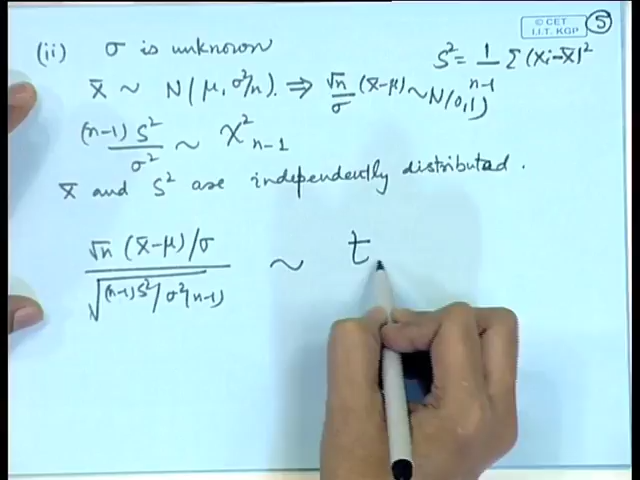 © CET
I.I.T. KGP
5
(ii) σ is unknown
S² = 1/(n-1) Σ(xi - x̄)²
x̄ ~ N(μ, σ²/n). ⇒ √n/σ (x̄-μ) ~ N(0,1)
(n-1) S²/σ² ~ χ²n-1
x̄ and S² are independently distributed.
√n (x̄-μ)/σ / √((n-1)S²/σ²(n-1)) ~ t